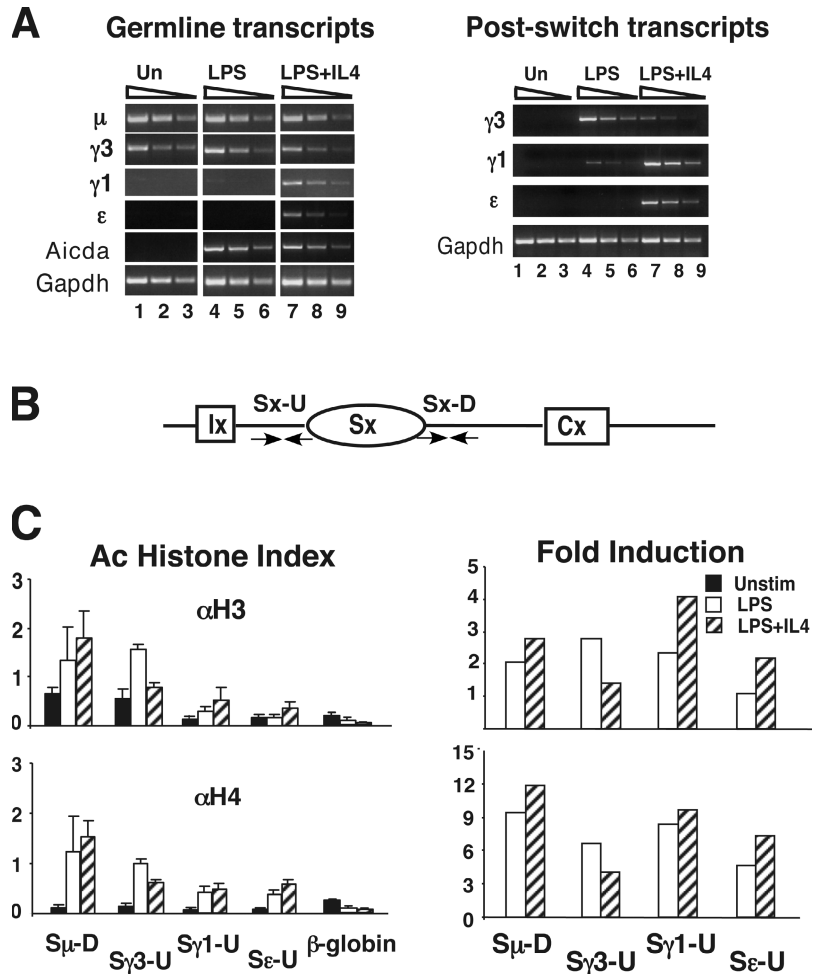 A
Germline transcripts
Un LPS LPS+IL4
μ
γ3
γ1
ε
Aicda
Gapdh
1 2 3 4 5 6 7 8 9
Post-switch transcripts
Un LPS LPS+IL4
γ3
γ1
ε
Gapdh
1 2 3 4 5 6 7 8 9
B
Ix Sx-U Sx Sx-D Cx
C
Ac Histone Index
αH3
3
2
1
0
αH4
3
2
1
0
Sμ-D Sγ3-U Sγ1-U Sε-U β-globin
Fold Induction
Unstim
LPS
LPS+IL4
5
4
3
2
1
15
12
9
6
3
0
Sμ-D Sγ3-U Sγ1-U Sε-U